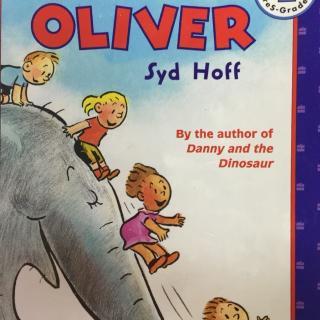 OLIVER
Syd Hoff
By the author of
Danny and the
Dinosaur